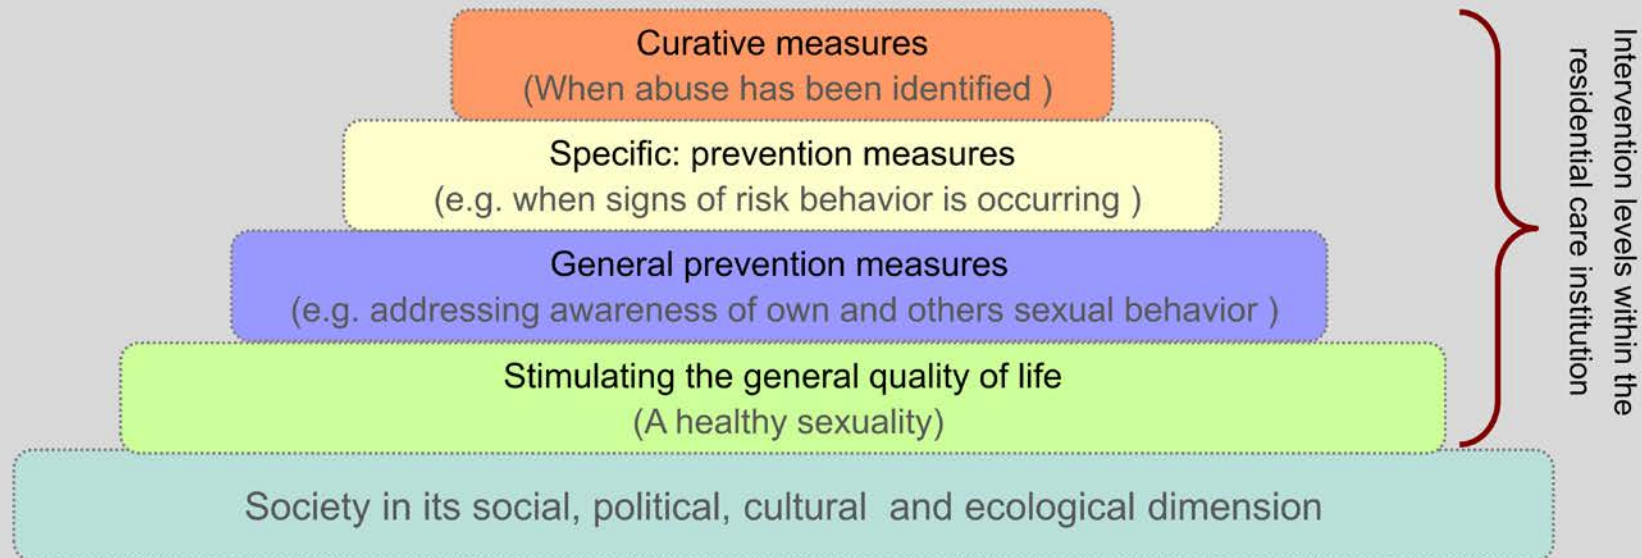 Curative measures
(When abuse has been identified )
Specific: prevention measures
(e.g. when signs of risk behavior is occurring )
General prevention measures
(e.g. addressing awareness of own and others sexual behavior )
Stimulating the general quality of life
(A healthy sexuality)
Society in its social, political, cultural  and ecological dimension
Intervention levels within the
residential care institution